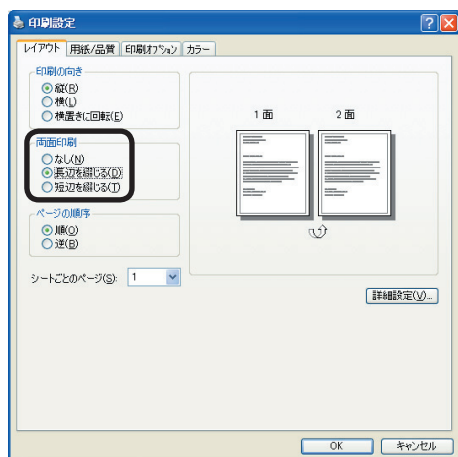 印刷設定
レイアウト 用紙/品質 印刷オプション カラー
印刷の向き
縦(R)
横(L)
横置きに回転(E)
両面印刷
なし(N)
長辺を綴じる(D)
短辺を綴じる(T)
ページの順序
順(O)
逆(B)
シートごとのページ(S): 1
1 面 2 面
詳細設定(V)...
OK キャンセル